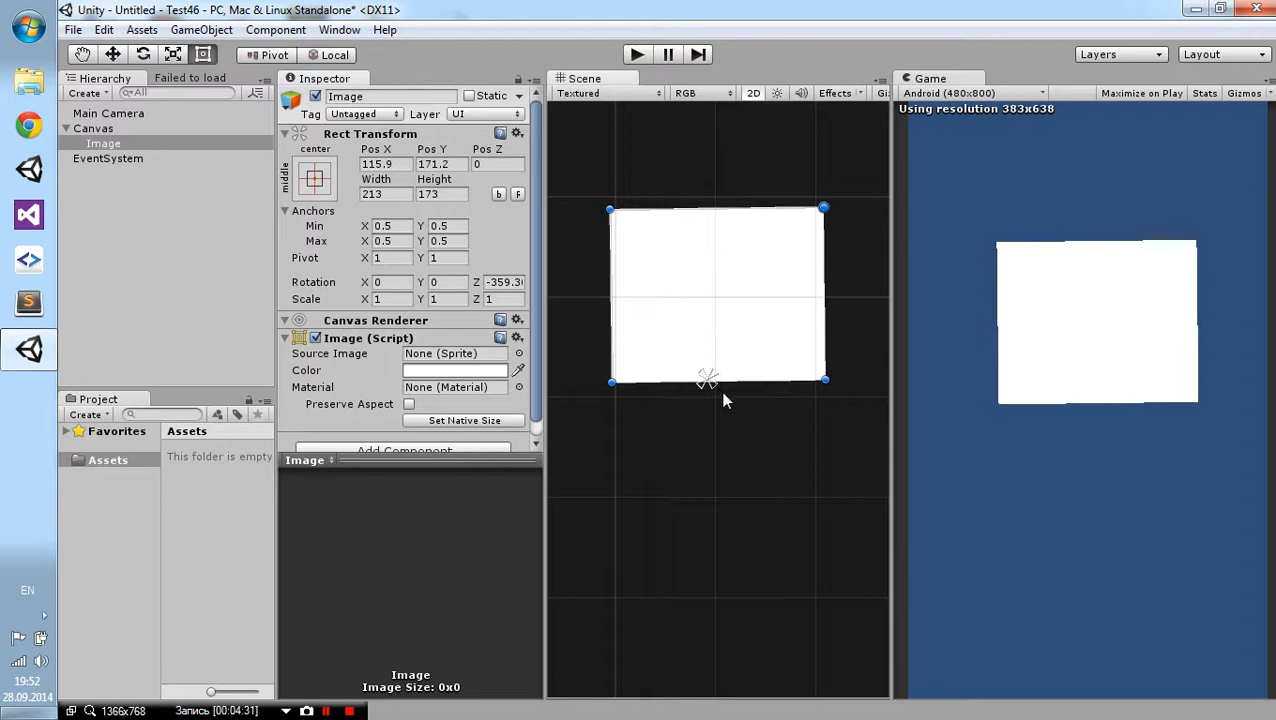 Unity - Untitled - Test46 - PC, Mac & Linux Standalone* <DX11>
File Edit Assets GameObject Component Window Help
Pivot Local Layers Layout
Hierarchy Failed to load
Create All
Main Camera
Canvas
Image
EventSystem
Inspector
Image Static
Tag Untagged Layer UI
Rect Transform
center Pos X Pos Y Pos Z
middle 115.9 171.2 0
Width Height
213 173
Anchors
Min X 0.5 Y 0.5
Max X 0.5 Y 0.5
Pivot X 1 Y 1
Rotation X 0 Y 0 Z -359.3
Scale X 1 Y 1 Z 1
Canvas Renderer
Image (Script)
Source Image None (Sprite)
Color
Material None (Material)
Preserve Aspect
Set Native Size
Add Component
Image
Image
Image Size: 0x0
Scene
Textured RGB 2D Effects
Game
Android (480x800) Maximize on Play Stats Gizmos
Using resolution 383x638
Project
Create
Favorites
Assets
Assets
This folder is empty
EN
19:52
28.09.2014
1366x768 Запись [00:04:31]